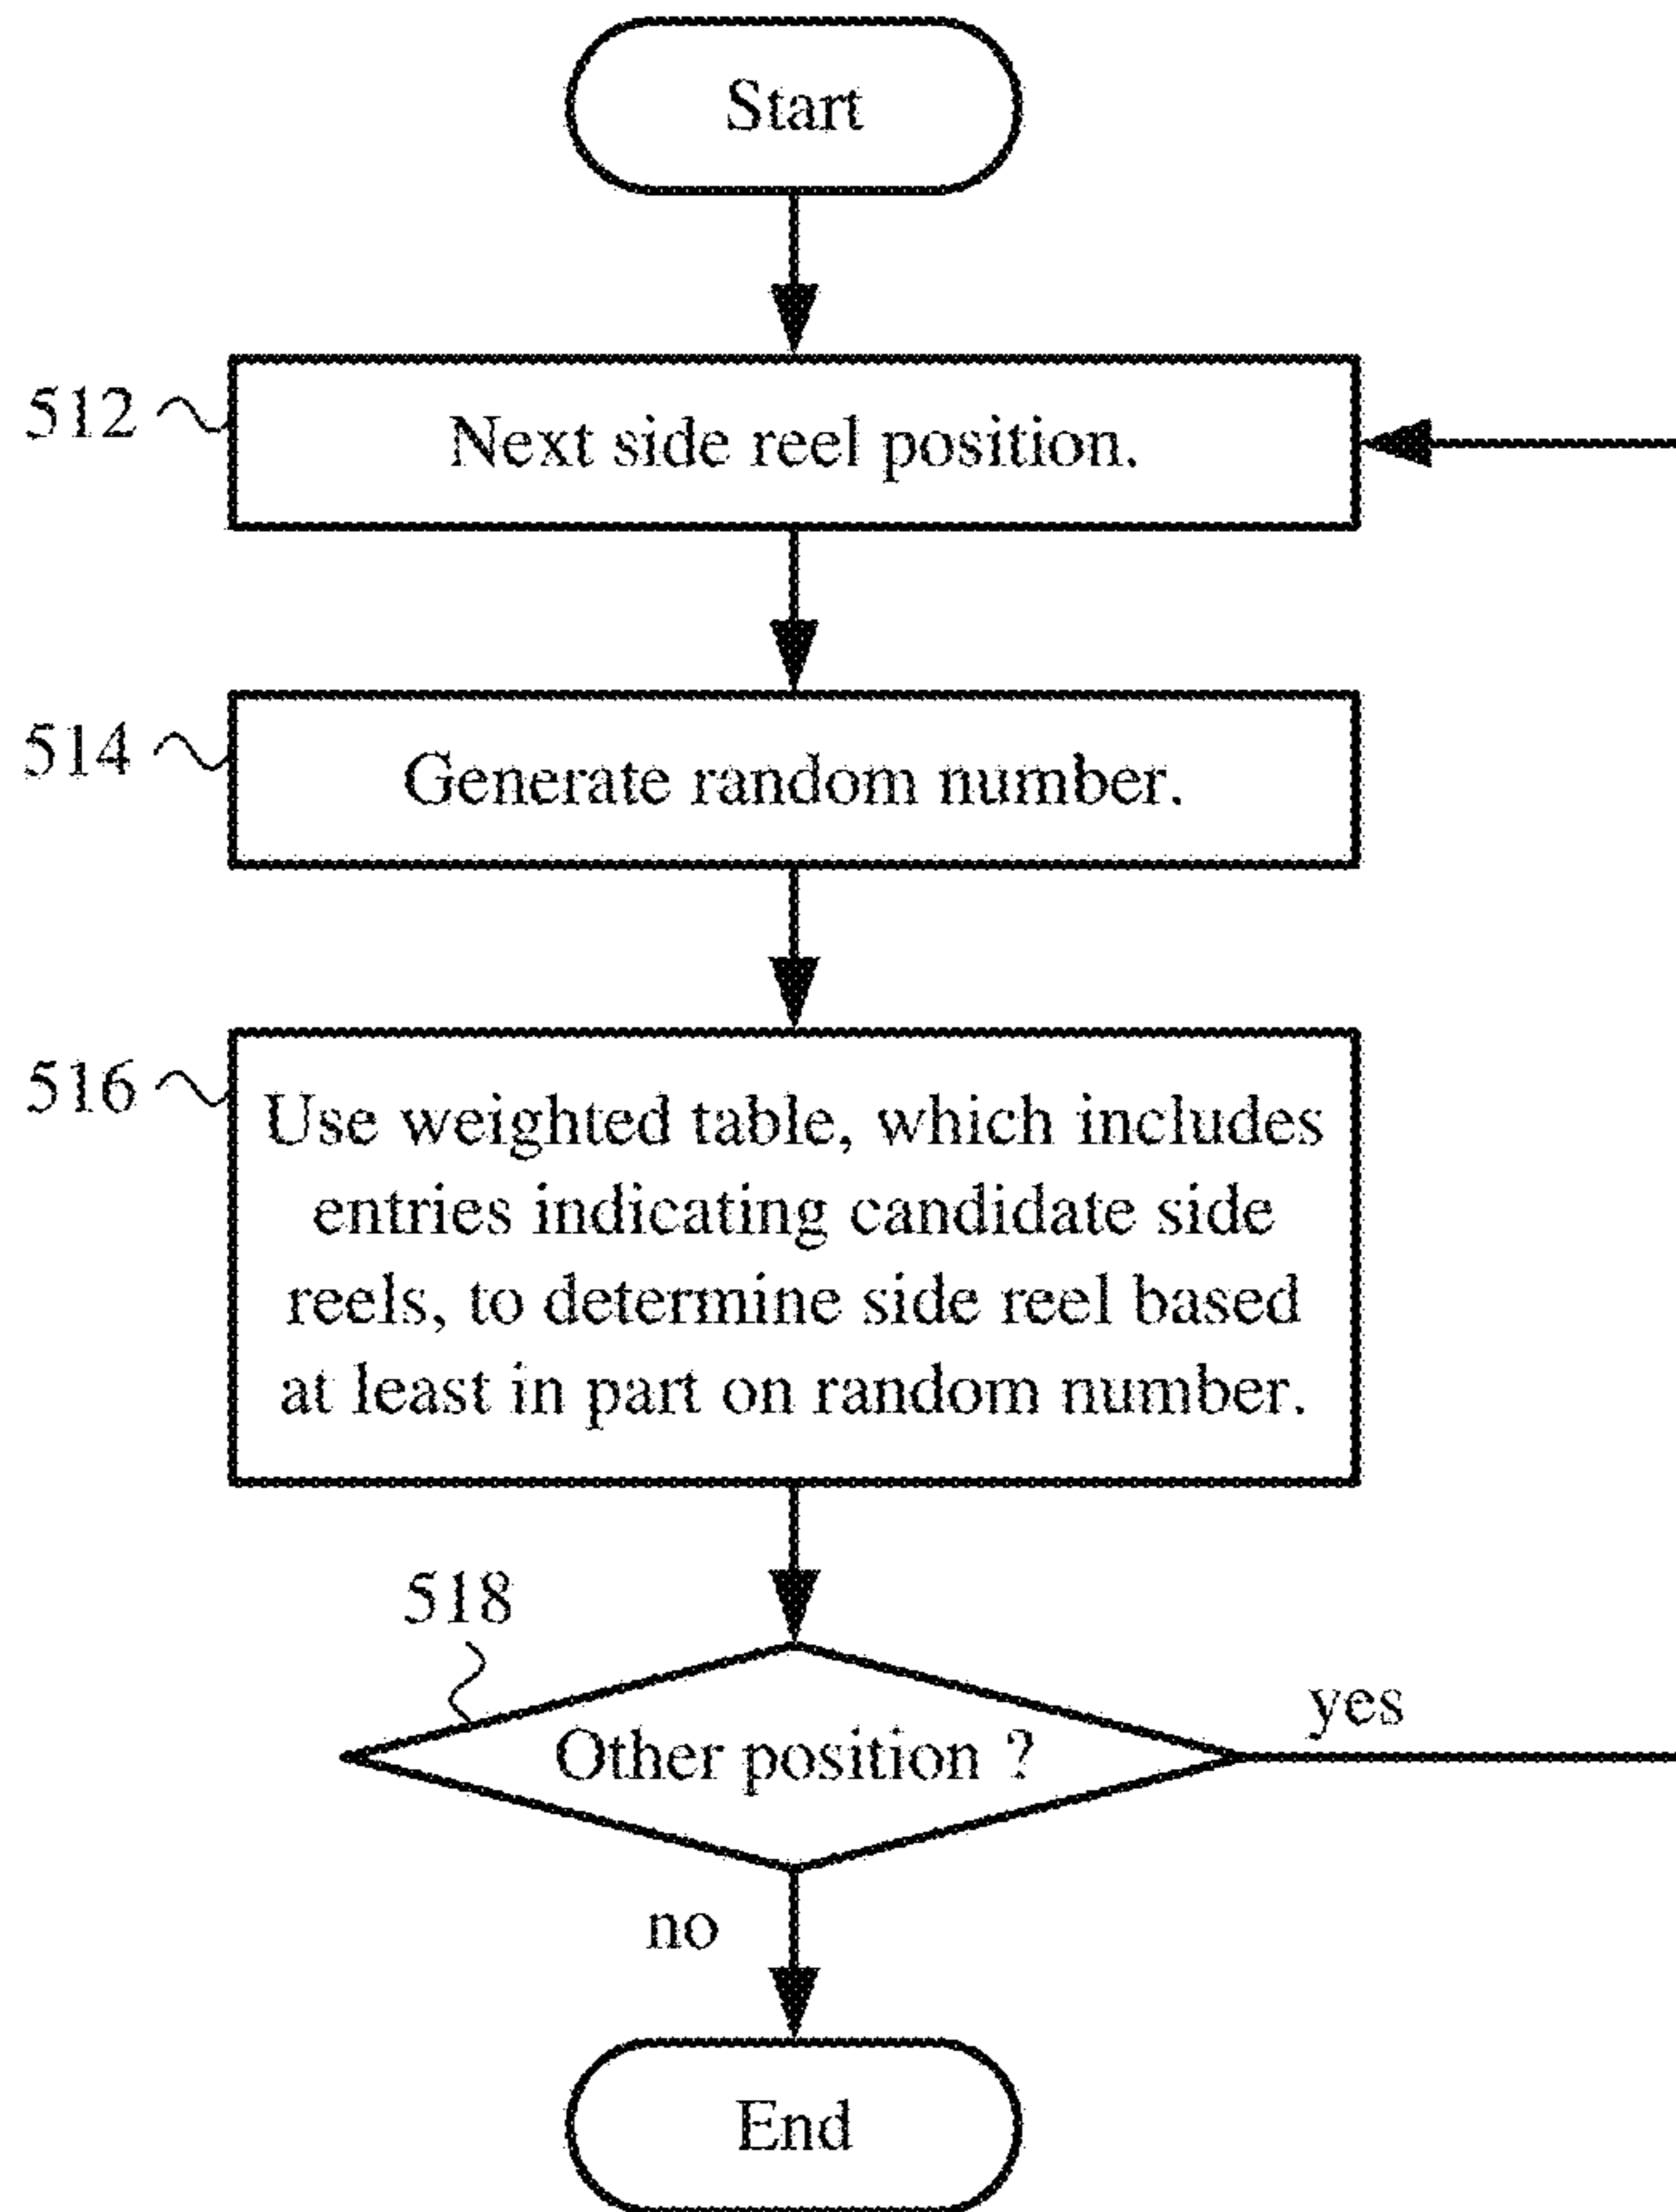 Start
512
Next side reel position.
514
Generate random number.
516
Use weighted table, which includes
entries indicating candidate side
reels, to determine side reel based
at least in part on random number.
518
Other position ?
yes
no
End